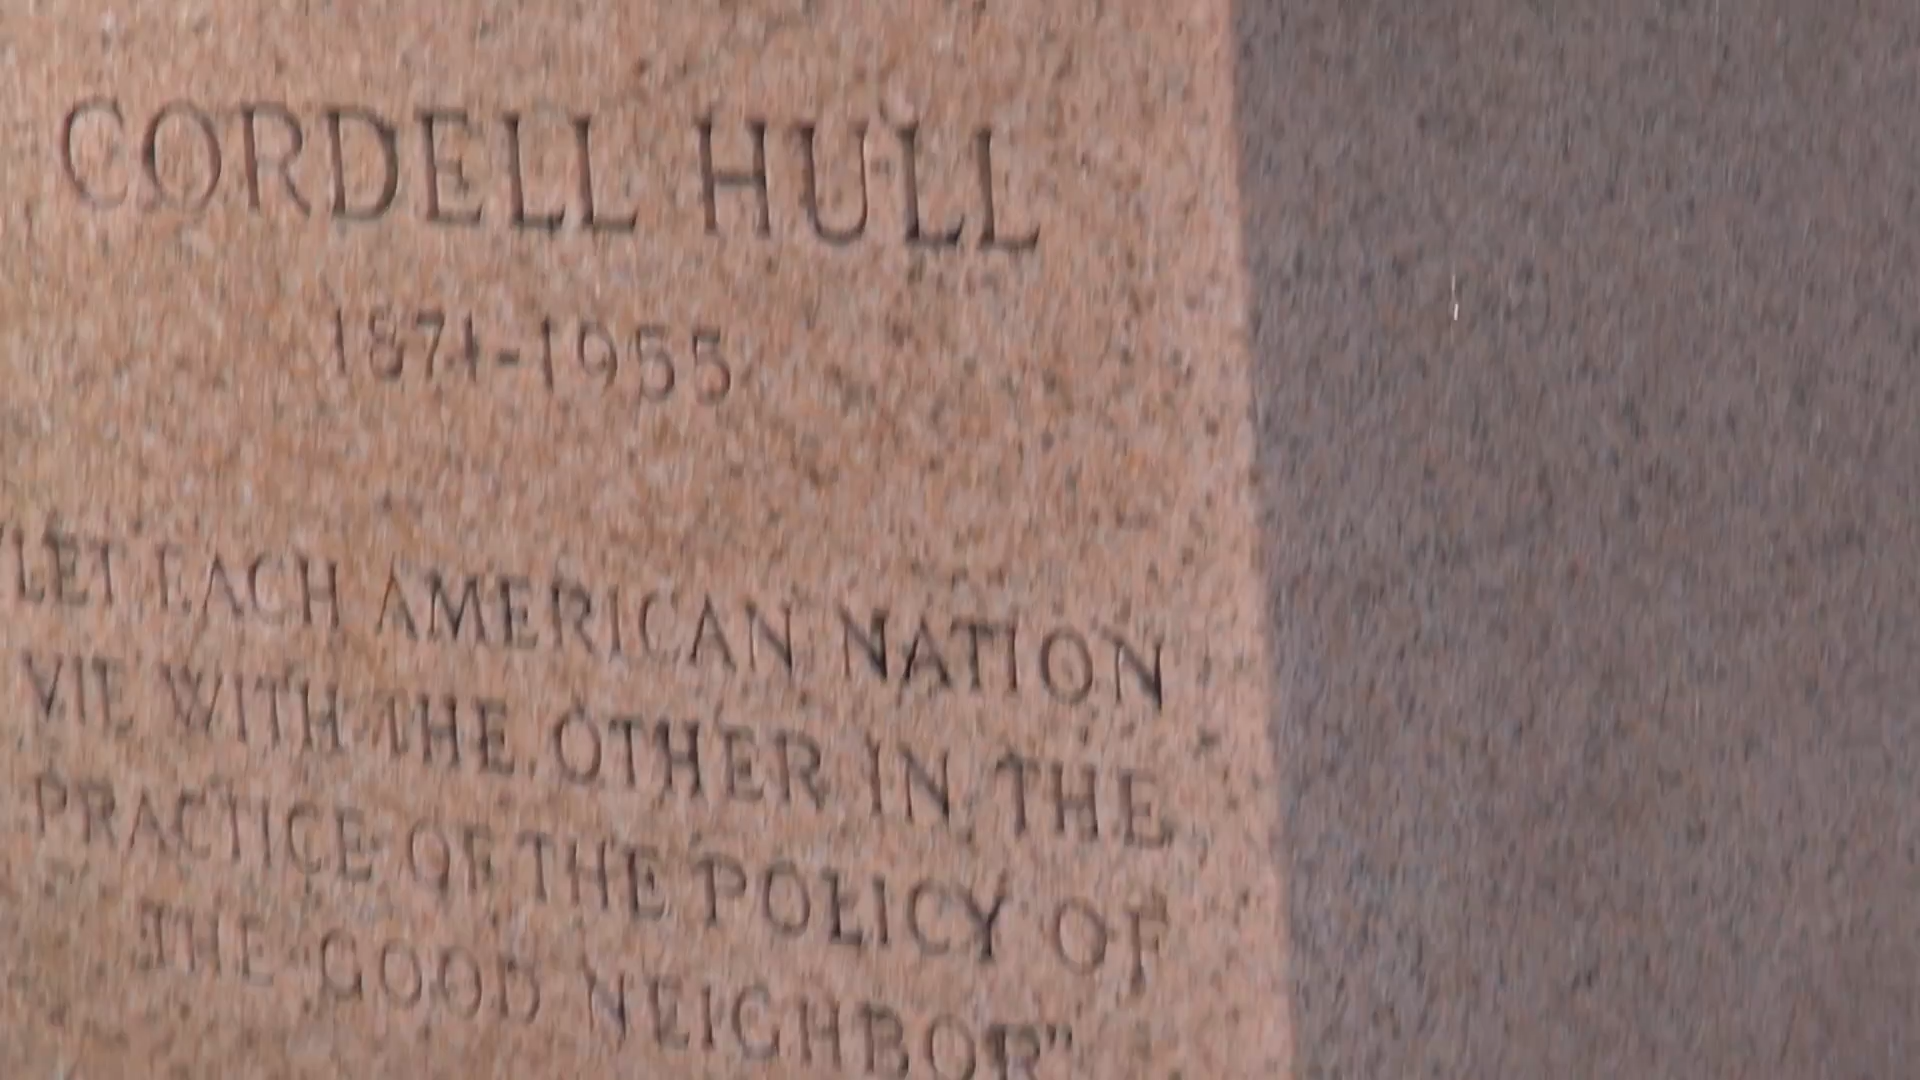 CORDELL HULL
1871-1955
"LET EACH AMERICAN NATION
VIE WITH THE OTHER IN THE
PRACTICE OF THE POLICY OF
THE GOOD NEIGHBOR"